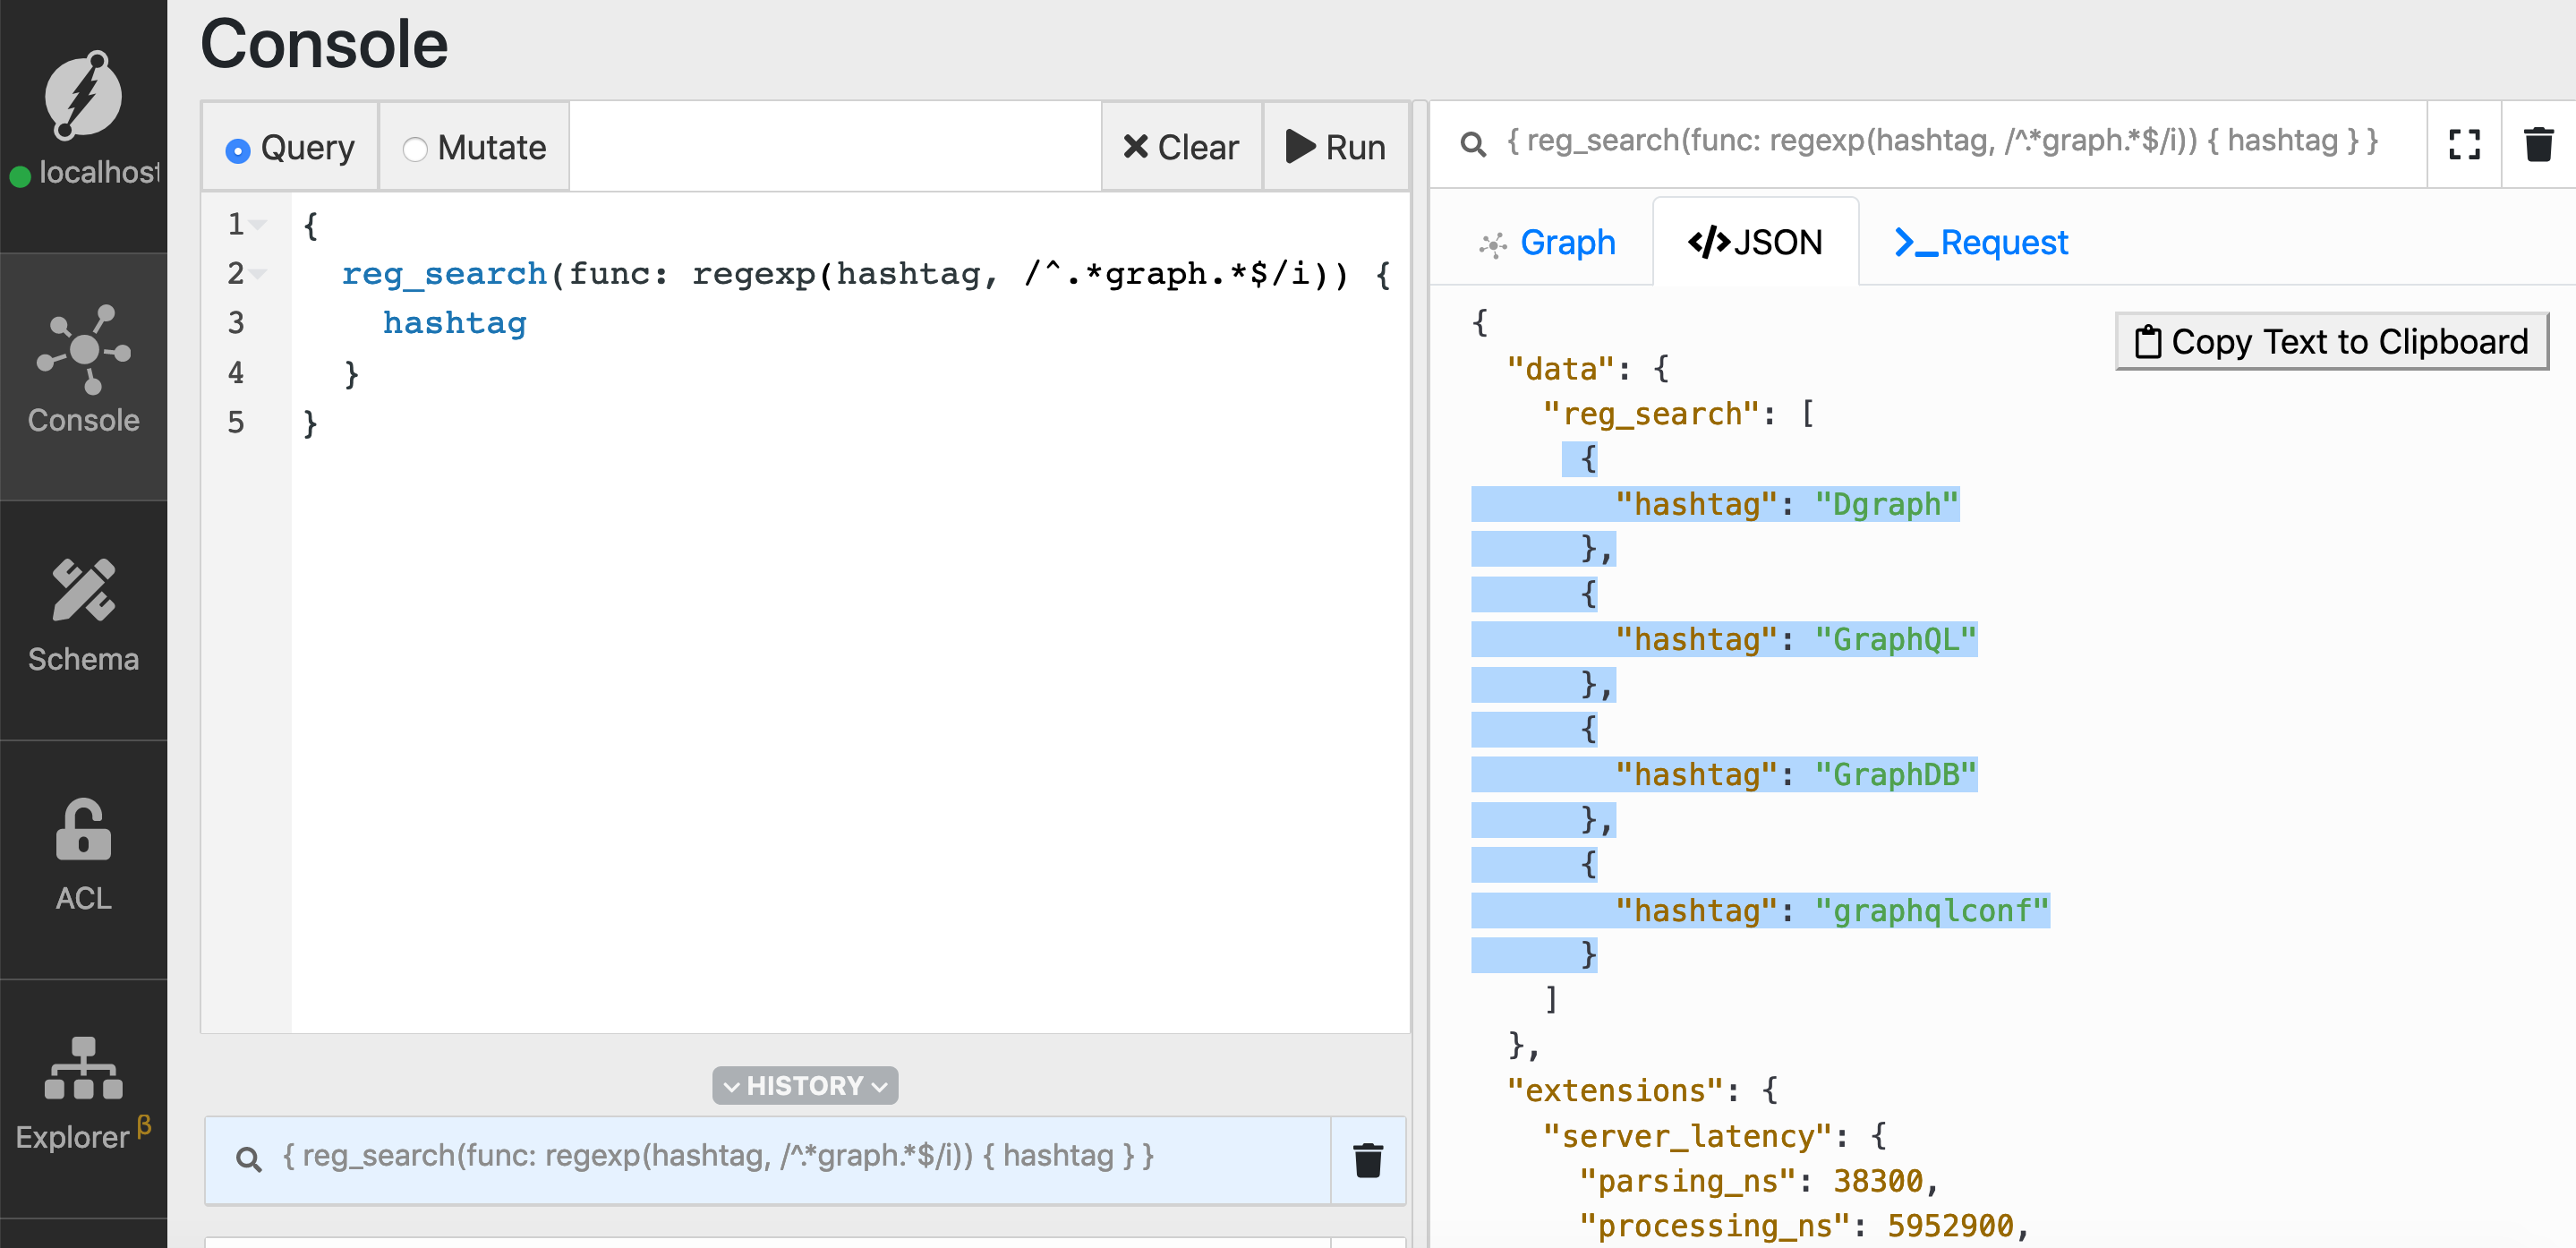 Console
localhost
Console
Schema
ACL
Explorer β
Query
Mutate
Clear
Run
1 {
2 reg_search(func: regexp(hashtag, /^.*graph.*$/i)) {
3 hashtag
4 }
5 }
HISTORY
{ reg_search(func: regexp(hashtag, /^.*graph.*$/i)) { hashtag } }
{ reg_search(func: regexp(hashtag, /^.*graph.*$/i)) { hashtag } }
Graph
</>JSON
>_Request
Copy Text to Clipboard
{
"data": {
"reg_search": [
{
"hashtag": "Dgraph"
},
{
"hashtag": "GraphQL"
},
{
"hashtag": "GraphDB"
},
{
"hashtag": "graphqlconf"
}
]
},
"extensions": {
"server_latency": {
"parsing_ns": 38300,
"processing_ns": 5952900,